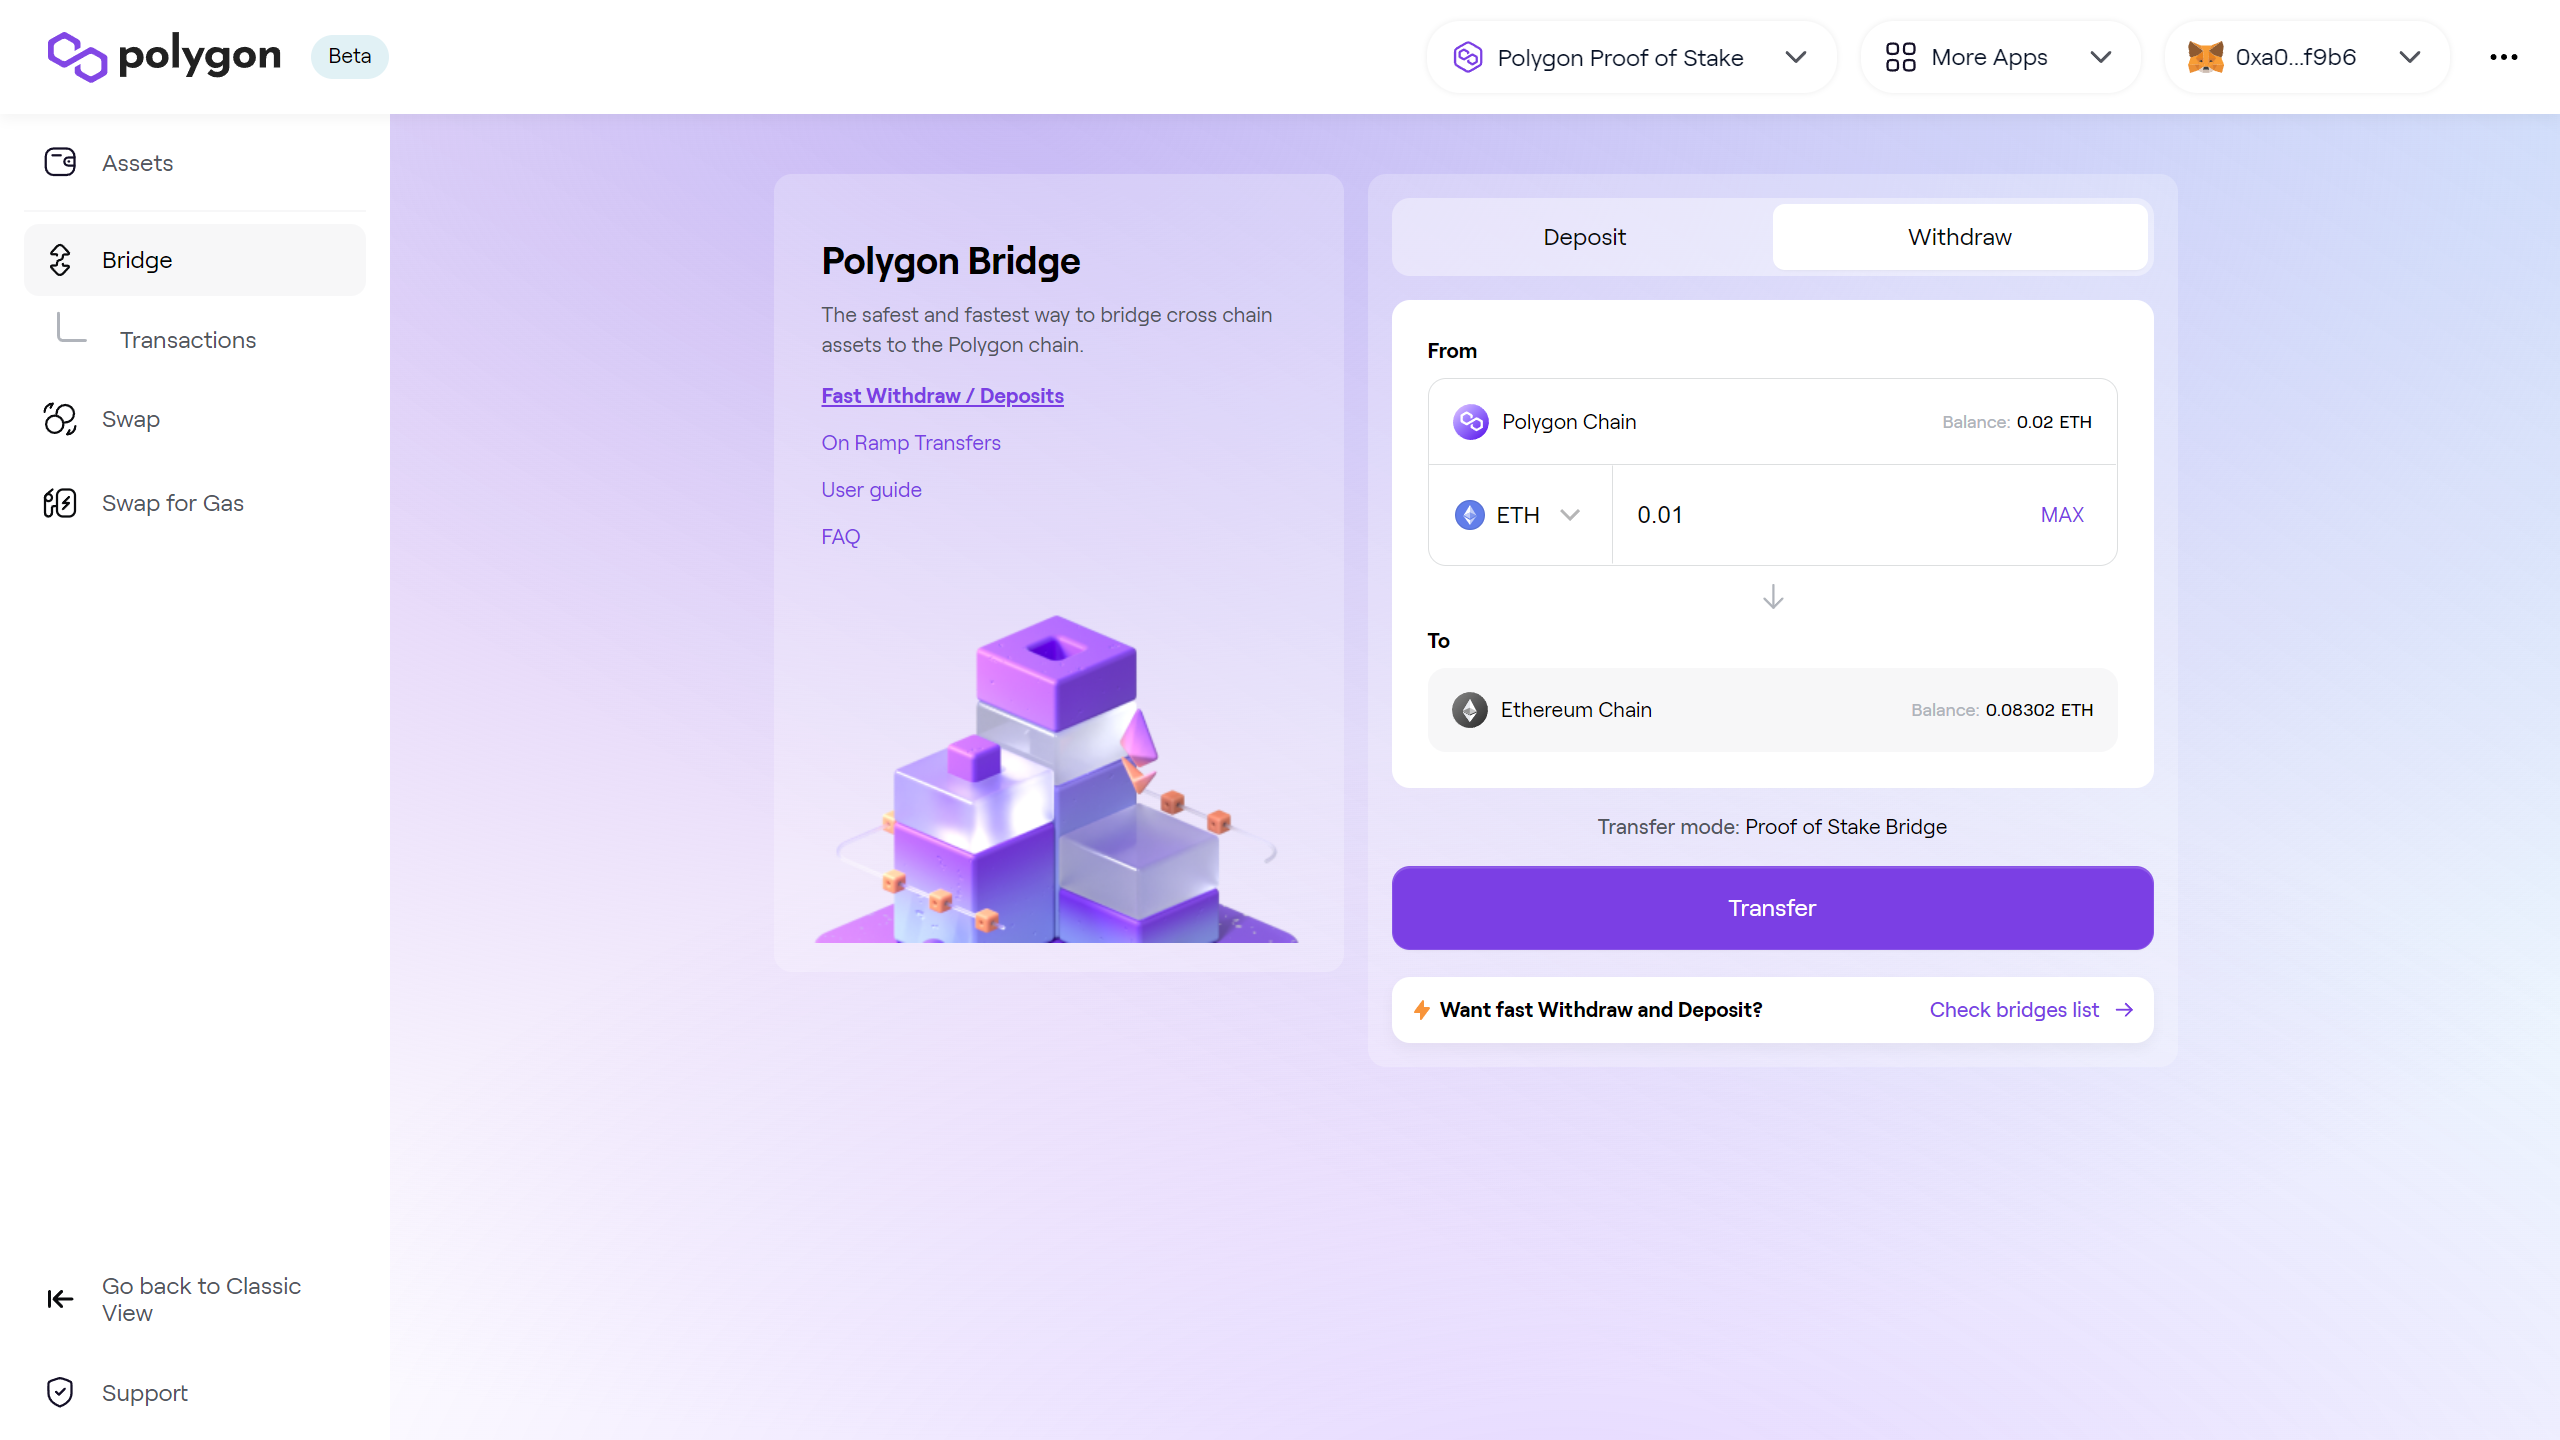 polygon
Beta
Polygon Proof of Stake
More Apps
0xa0...f9b6
Assets
Bridge
Transactions
Swap
Swap for Gas
Go back to Classic
View
Support
Polygon Bridge
The safest and fastest way to bridge cross chain
assets to the Polygon chain.
Fast Withdraw / Deposits
On Ramp Transfers
User guide
FAQ
Deposit
Withdraw
From
Polygon Chain
Balance: 0.02 ETH
ETH
0.01
MAX
To
Ethereum Chain
Balance: 0.08302 ETH
Transfer mode: Proof of Stake Bridge
Transfer
Want fast Withdraw and Deposit?
Check bridges list